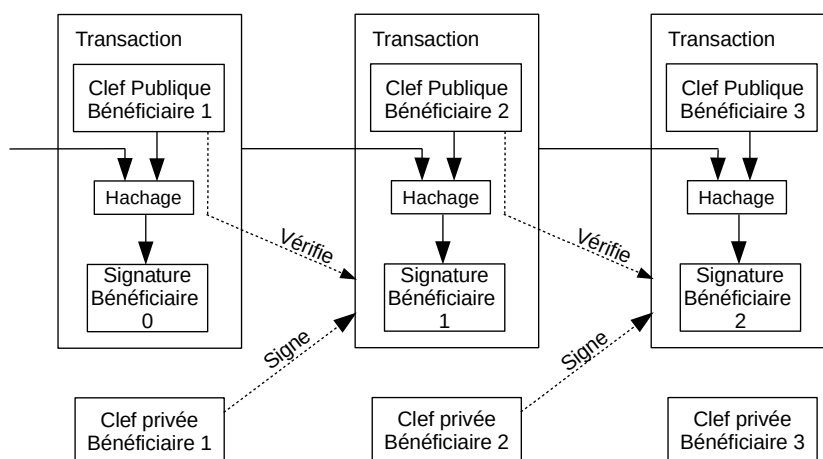 Transaction
Clef Publique
Bénéficiaire 1
Hachage
Signature
Bénéficiaire
0
Transaction
Clef Publique
Bénéficiaire 2
Hachage
Signature
Bénéficiaire
1
Transaction
Clef Publique
Bénéficiaire 3
Hachage
Signature
Bénéficiaire
2
Vérifie
Vérifie
Signe
Signe
Clef privée
Bénéficiaire 1
Clef privée
Bénéficiaire 2
Clef privée
Bénéficiaire 3